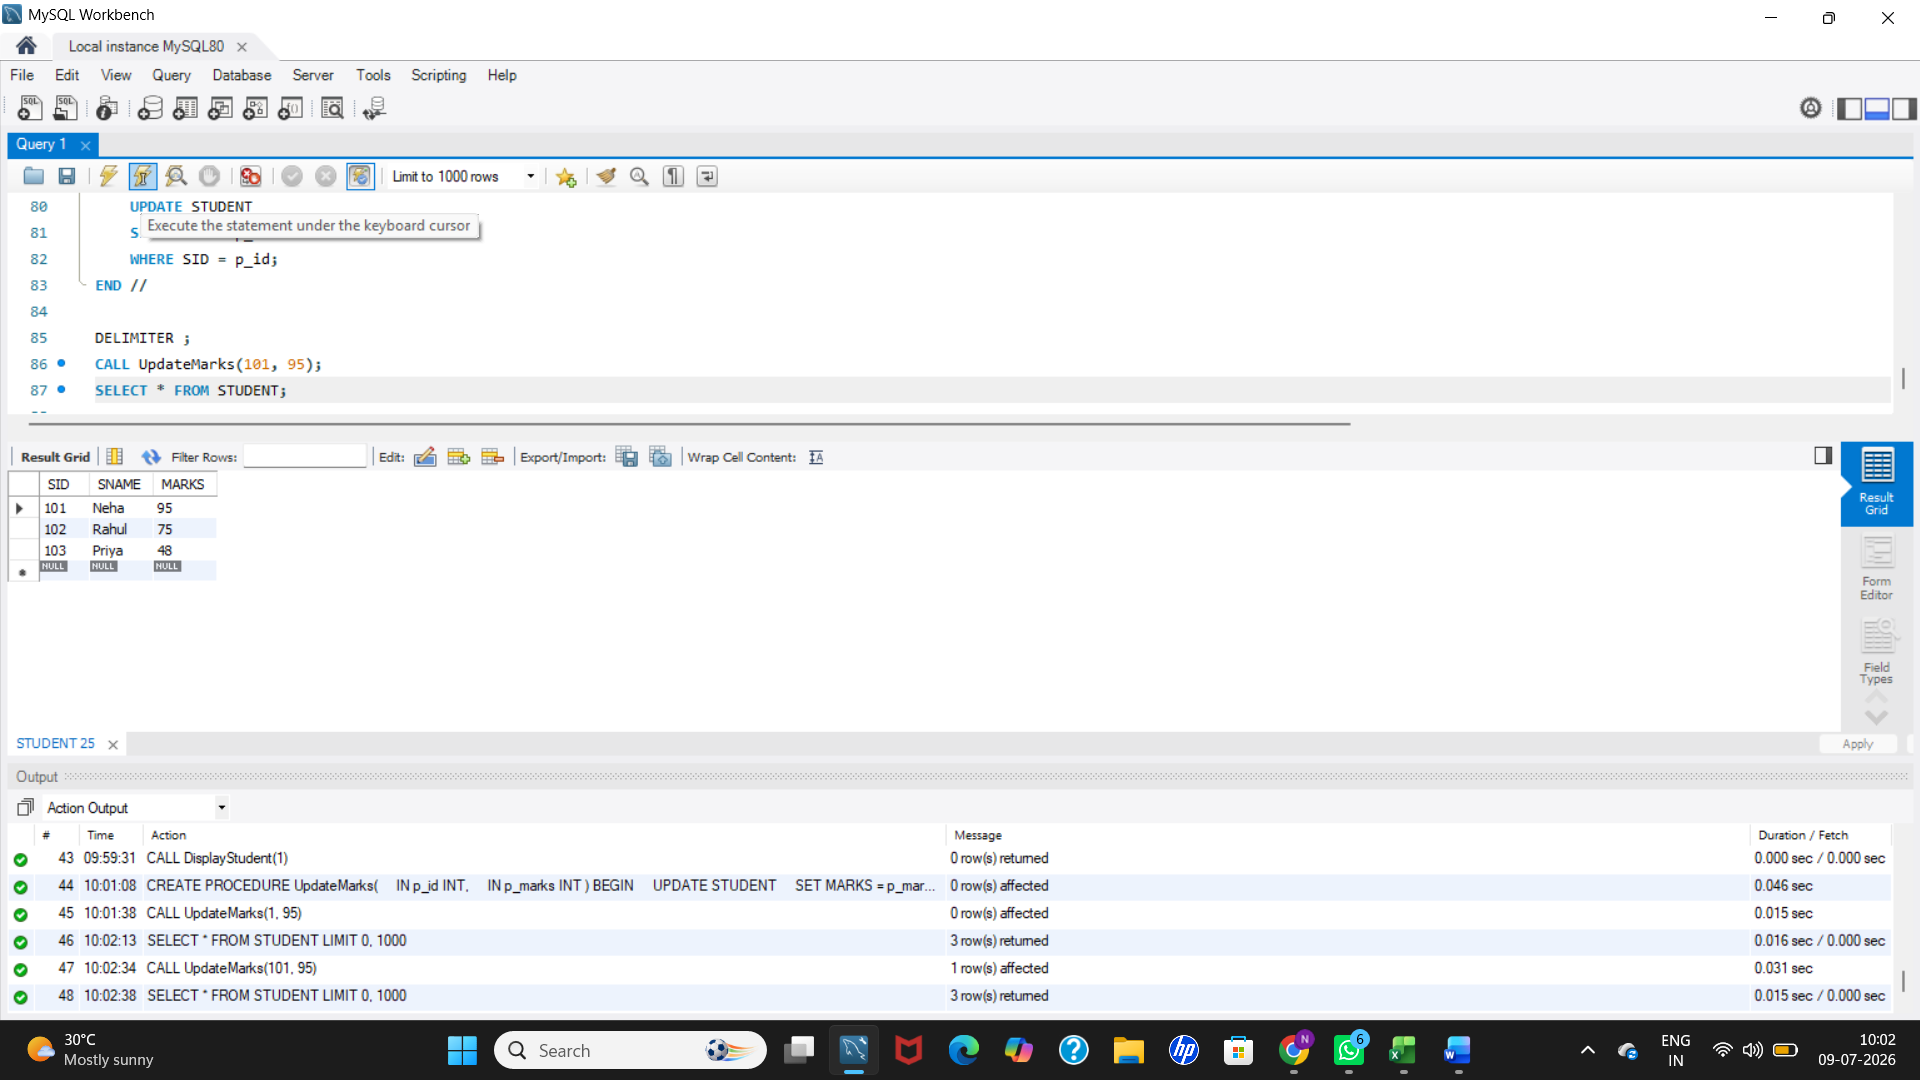 MySQL Workbench
Local instance MySQL80
File Edit View Query Database Server Tools Scripting Help
Query 1
Limit to 1000 rows
80 UPDATE STUDENT
Execute the statement under the keyboard cursor
81 S
82 WHERE SID = p_id;
83 END //
84
85 DELIMITER ;
86 CALL UpdateMarks(101, 95);
87 SELECT * FROM STUDENT;
Result Grid Filter Rows: Edit: Export/Import: Wrap Cell Content:
SID SNAME MARKS
101 Neha 95
102 Rahul 75
103 Priya 48
NULL NULL NULL
Result Grid
Form Editor
Field Types
STUDENT 25
Apply
Output
Action Output
# Time Action Message Duration / Fetch
43 09:59:31 CALL DisplayStudent(1) 0 row(s) returned 0.000 sec / 0.000 sec
44 10:01:08 CREATE PROCEDURE UpdateMarks( IN p_id INT, IN p_marks INT ) BEGIN UPDATE STUDENT SET MARKS = p_mar... 0 row(s) affected 0.046 sec
45 10:01:38 CALL UpdateMarks(1, 95) 0 row(s) affected 0.015 sec
46 10:02:13 SELECT * FROM STUDENT LIMIT 0, 1000 3 row(s) returned 0.016 sec / 0.000 sec
47 10:02:34 CALL UpdateMarks(101, 95) 1 row(s) affected 0.031 sec
48 10:02:38 SELECT * FROM STUDENT LIMIT 0, 1000 3 row(s) returned 0.015 sec / 0.000 sec
30°C
Mostly sunny
Search
N
6
ENG
IN
10:02
09-07-2026